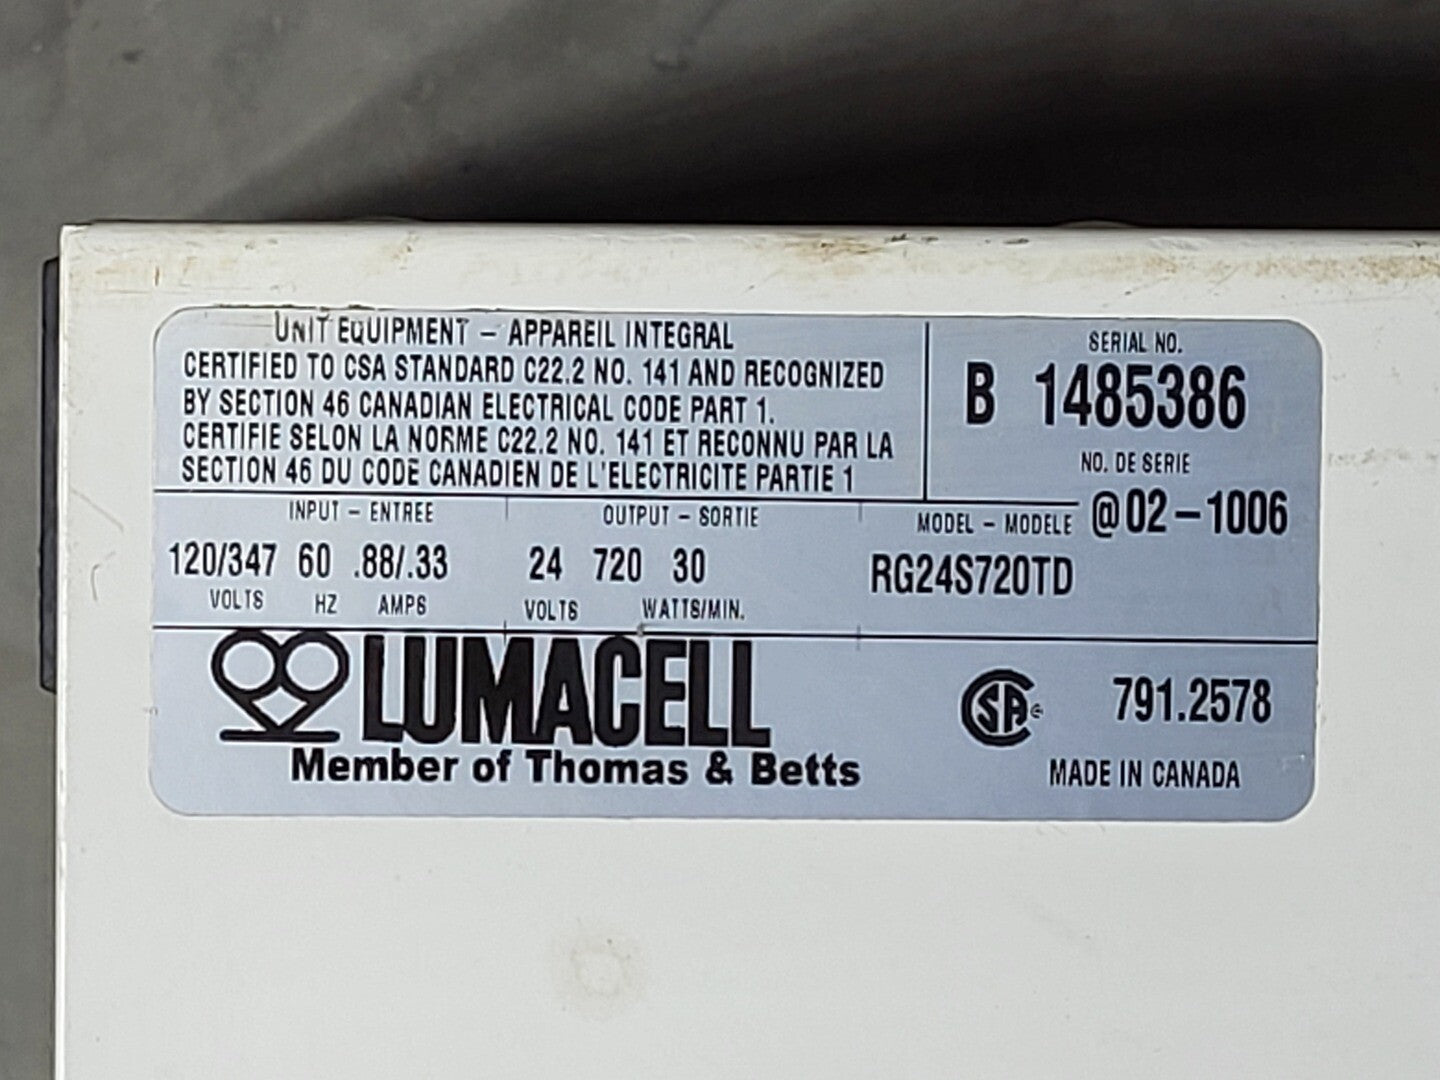 UNIT EQUIPMENT – APPAREIL INTEGRAL
CERTIFIED TO CSA STANDARD C22.2 NO. 141 AND RECOGNIZED
BY SECTION 46 CANADIAN ELECTRICAL CODE PART 1.
CERTIFIE SELON LA NORME C22.2 NO. 141 ET RECONNU PAR LA
SECTION 46 DU CODE CANADIEN DE L'ELECTRICITE PARTIE 1
SERIAL NO.
B 1485386
NO. DE SERIE
@02-1006
INPUT – ENTREE
120/347 60 .88/.33
VOLTS HZ AMPS
OUTPUT – SORTIE
24 720 30
VOLTS WATTS/MIN.
MODEL – MODELE
RG24S720TD
LUMACELL
Member of Thomas & Betts
CSA
791.2578
MADE IN CANADA